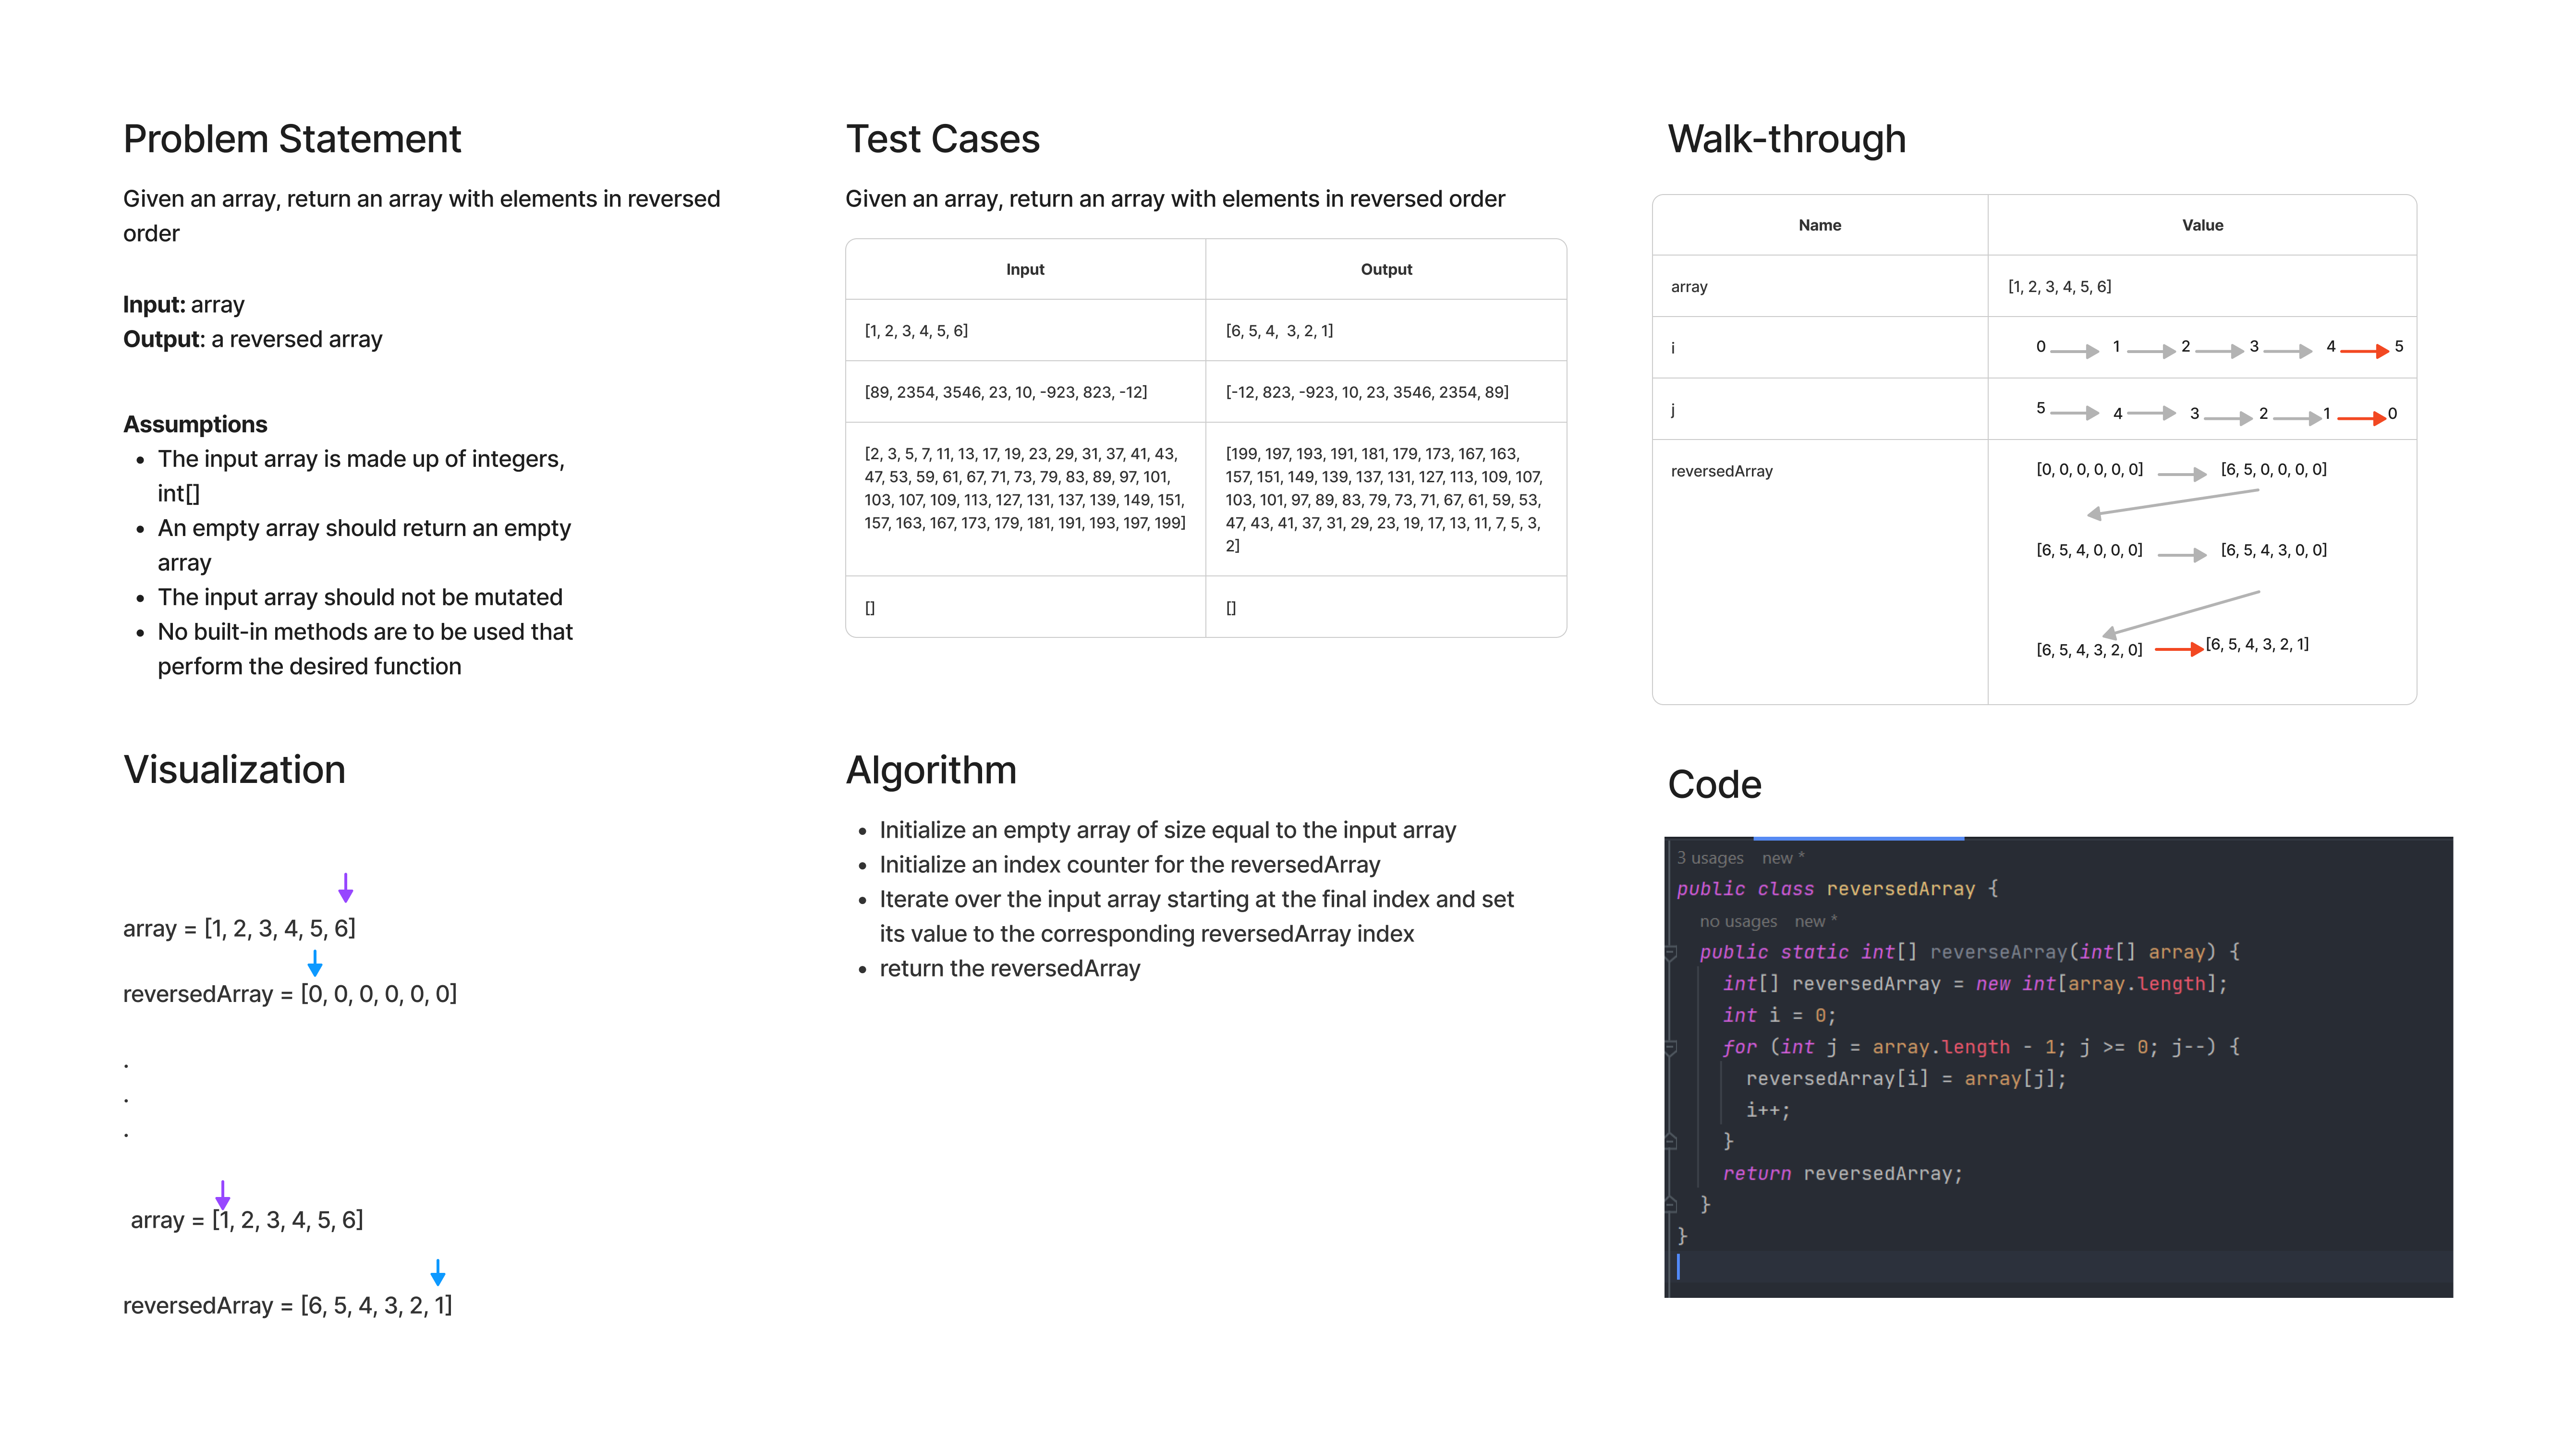 Problem Statement
Given an array, return an array with elements in reversed
order
Input: array
Output: a reversed array
Assumptions
• The input array is made up of integers,
int[]
• An empty array should return an empty
array
• The input array should not be mutated
• No built-in methods are to be used that
perform the desired function
Test Cases
Given an array, return an array with elements in reversed order
Input Output
[1, 2, 3, 4, 5, 6] [6, 5, 4,  3, 2, 1]
[89, 2354, 3546, 23, 10, -923, 823, -12] [-12, 823, -923, 10, 23, 3546, 2354, 89]
[2, 3, 5, 7, 11, 13, 17, 19, 23, 29, 31, 37, 41, 43,
47, 53, 59, 61, 67, 71, 73, 79, 83, 89, 97, 101,
103, 107, 109, 113, 127, 131, 137, 139, 149, 151,
157, 163, 167, 173, 179, 181, 191, 193, 197, 199]
[199, 197, 193, 191, 181, 179, 173, 167, 163,
157, 151, 149, 139, 137, 131, 127, 113, 109, 107,
103, 101, 97, 89, 83, 79, 73, 71, 67, 61, 59, 53,
47, 43, 41, 37, 31, 29, 23, 19, 17, 13, 11, 7, 5, 3,
2]
[] []
Walk-through
Name Value
array [1, 2, 3, 4, 5, 6]
i 0 1 2 3 4 5
j 5 4 3 2 1 0
reversedArray [0, 0, 0, 0, 0, 0] [6, 5, 0, 0, 0, 0]
[6, 5, 4, 0, 0, 0] [6, 5, 4, 3, 0, 0]
[6, 5, 4, 3, 2, 0] [6, 5, 4, 3, 2, 1]
Visualization
array = [1, 2, 3, 4, 5, 6]
reversedArray = [0, 0, 0, 0, 0, 0]
.
.
.
array = [1, 2, 3, 4, 5, 6]
reversedArray = [6, 5, 4, 3, 2, 1]
Algorithm
• Initialize an empty array of size equal to the input array
• Initialize an index counter for the reversedArray
• Iterate over the input array starting at the final index and set
its value to the corresponding reversedArray index
• return the reversedArray
Code
3 usages new *
public class reversedArray {
no usages new *
public static int[] reverseArray(int[] array) {
int[] reversedArray = new int[array.length];
int i = 0;
for (int j = array.length - 1; j >= 0; j--) {
reversedArray[i] = array[j];
i++;
}
return reversedArray;
}
}